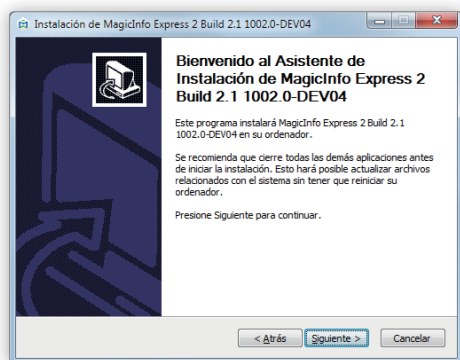 Instalación de MagicInfo Express 2 Build 2.1 1002.0-DEV04
Bienvenido al Asistente de
Instalación de MagicInfo Express 2
Build 2.1 1002.0-DEV04
Este programa instalará MagicInfo Express 2 Build 2.1
1002.0-DEV04 en su ordenador.
Se recomienda que cierre todas las demás aplicaciones antes
de iniciar la instalación. Esto hará posible actualizar archivos
relacionados con el sistema sin tener que reiniciar su
ordenador.
Presione Siguiente para continuar.
< Atrás Siguiente > Cancelar